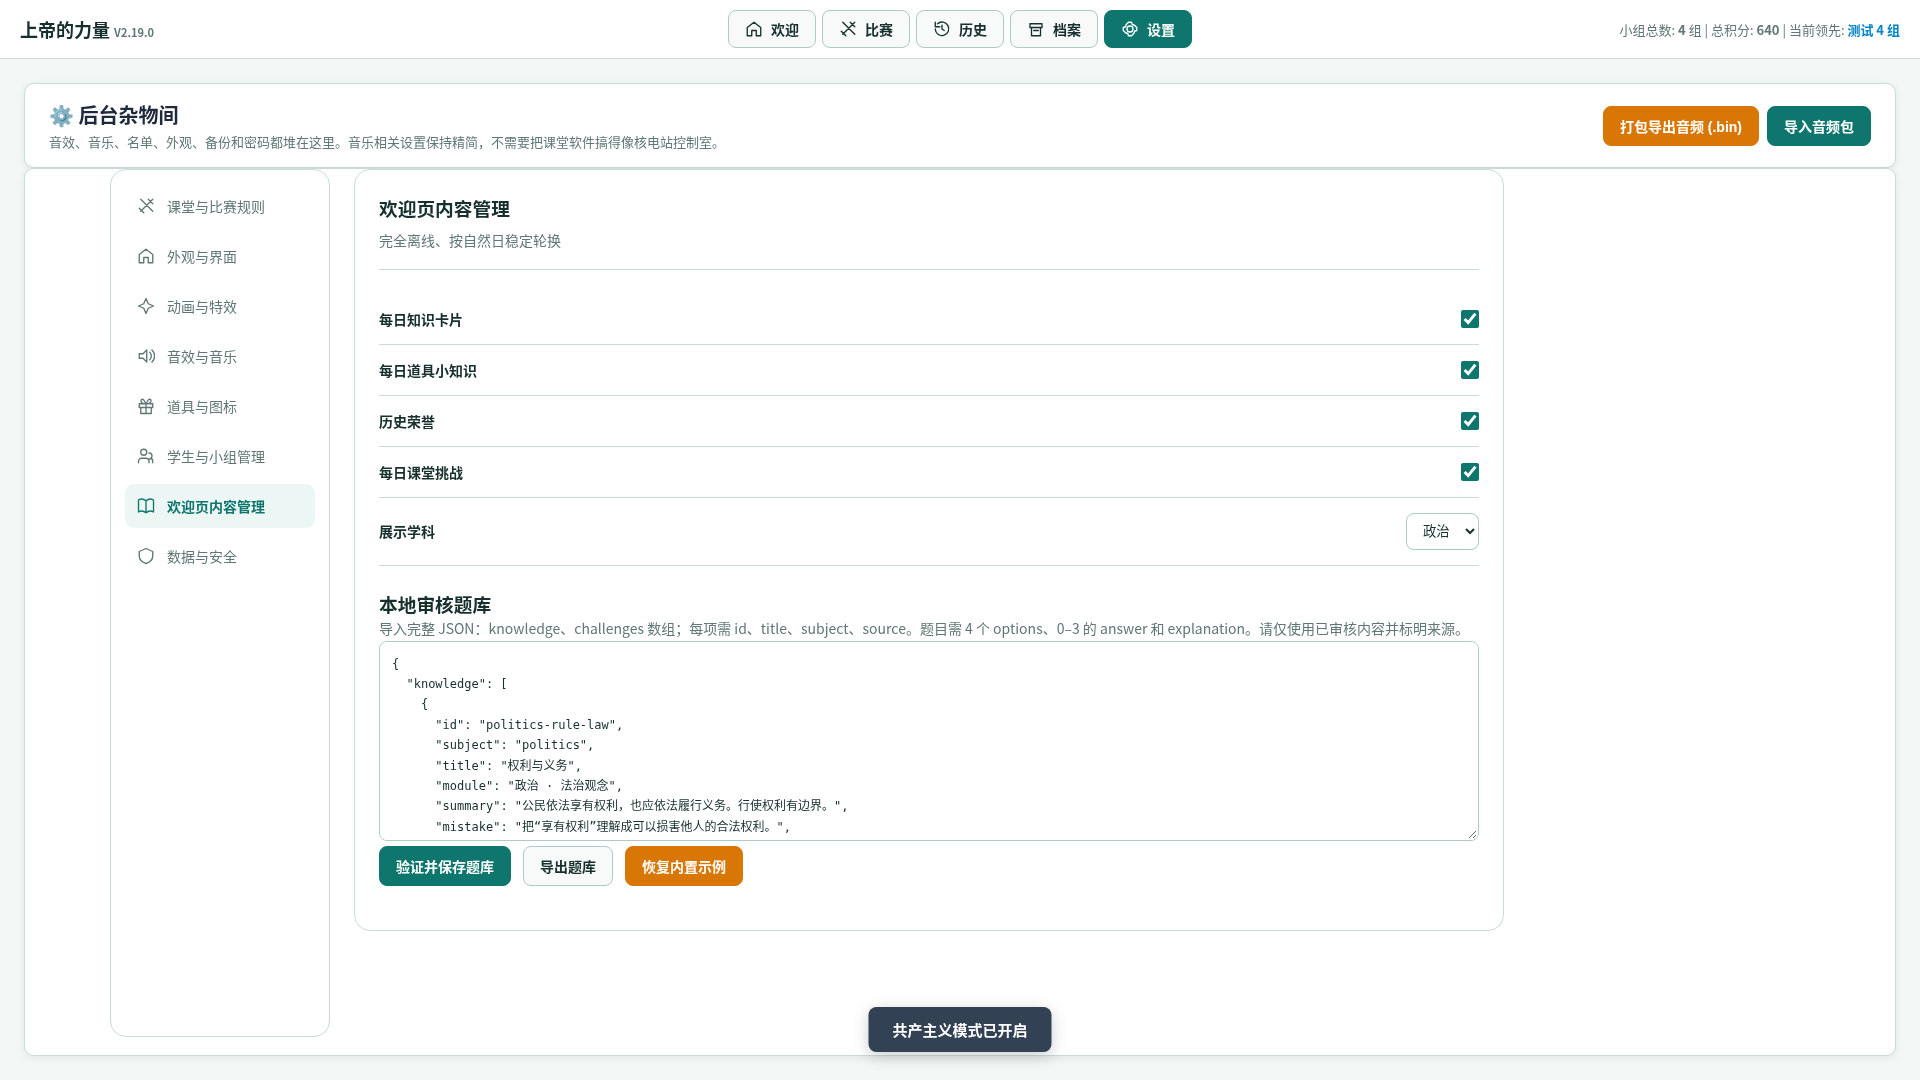 上帝的力量 V2.19.0
欢迎
比赛
历史
档案
设置
小组总数: 4 组 | 总积分: 640 | 当前领先: 测试 4 组
⚙️ 后台杂物间
音效、音乐、名单、外观、备份和密码都堆在这里。音乐相关设置保持精简，不需要把课堂软件搞得像核电站控制室。
打包导出音频 (.bin)
导入音频包
课堂与比赛规则
外观与界面
动画与特效
音效与音乐
道具与图标
学生与小组管理
欢迎页内容管理
数据与安全
欢迎页内容管理
完全离线、按自然日稳定轮换
每日知识卡片
每日道具小知识
历史荣誉
每日课堂挑战
展示学科
政治
本地审核题库
导入完整 JSON：knowledge、challenges 数组；每项需 id、title、subject、source。题目需 4 个 options、0–3 的 answer 和 explanation。请仅使用已审核内容并标明来源。
{
"knowledge": [
{
"id": "politics-rule-law",
"subject": "politics",
"title": "权利与义务",
"module": "政治 · 法治观念",
"summary": "公民依法享有权利，也应依法履行义务。行使权利有边界。",
"mistake": "把“享有权利”理解成可以损害他人的合法权利。",
验证并保存题库
导出题库
恢复内置示例
共产主义模式已开启